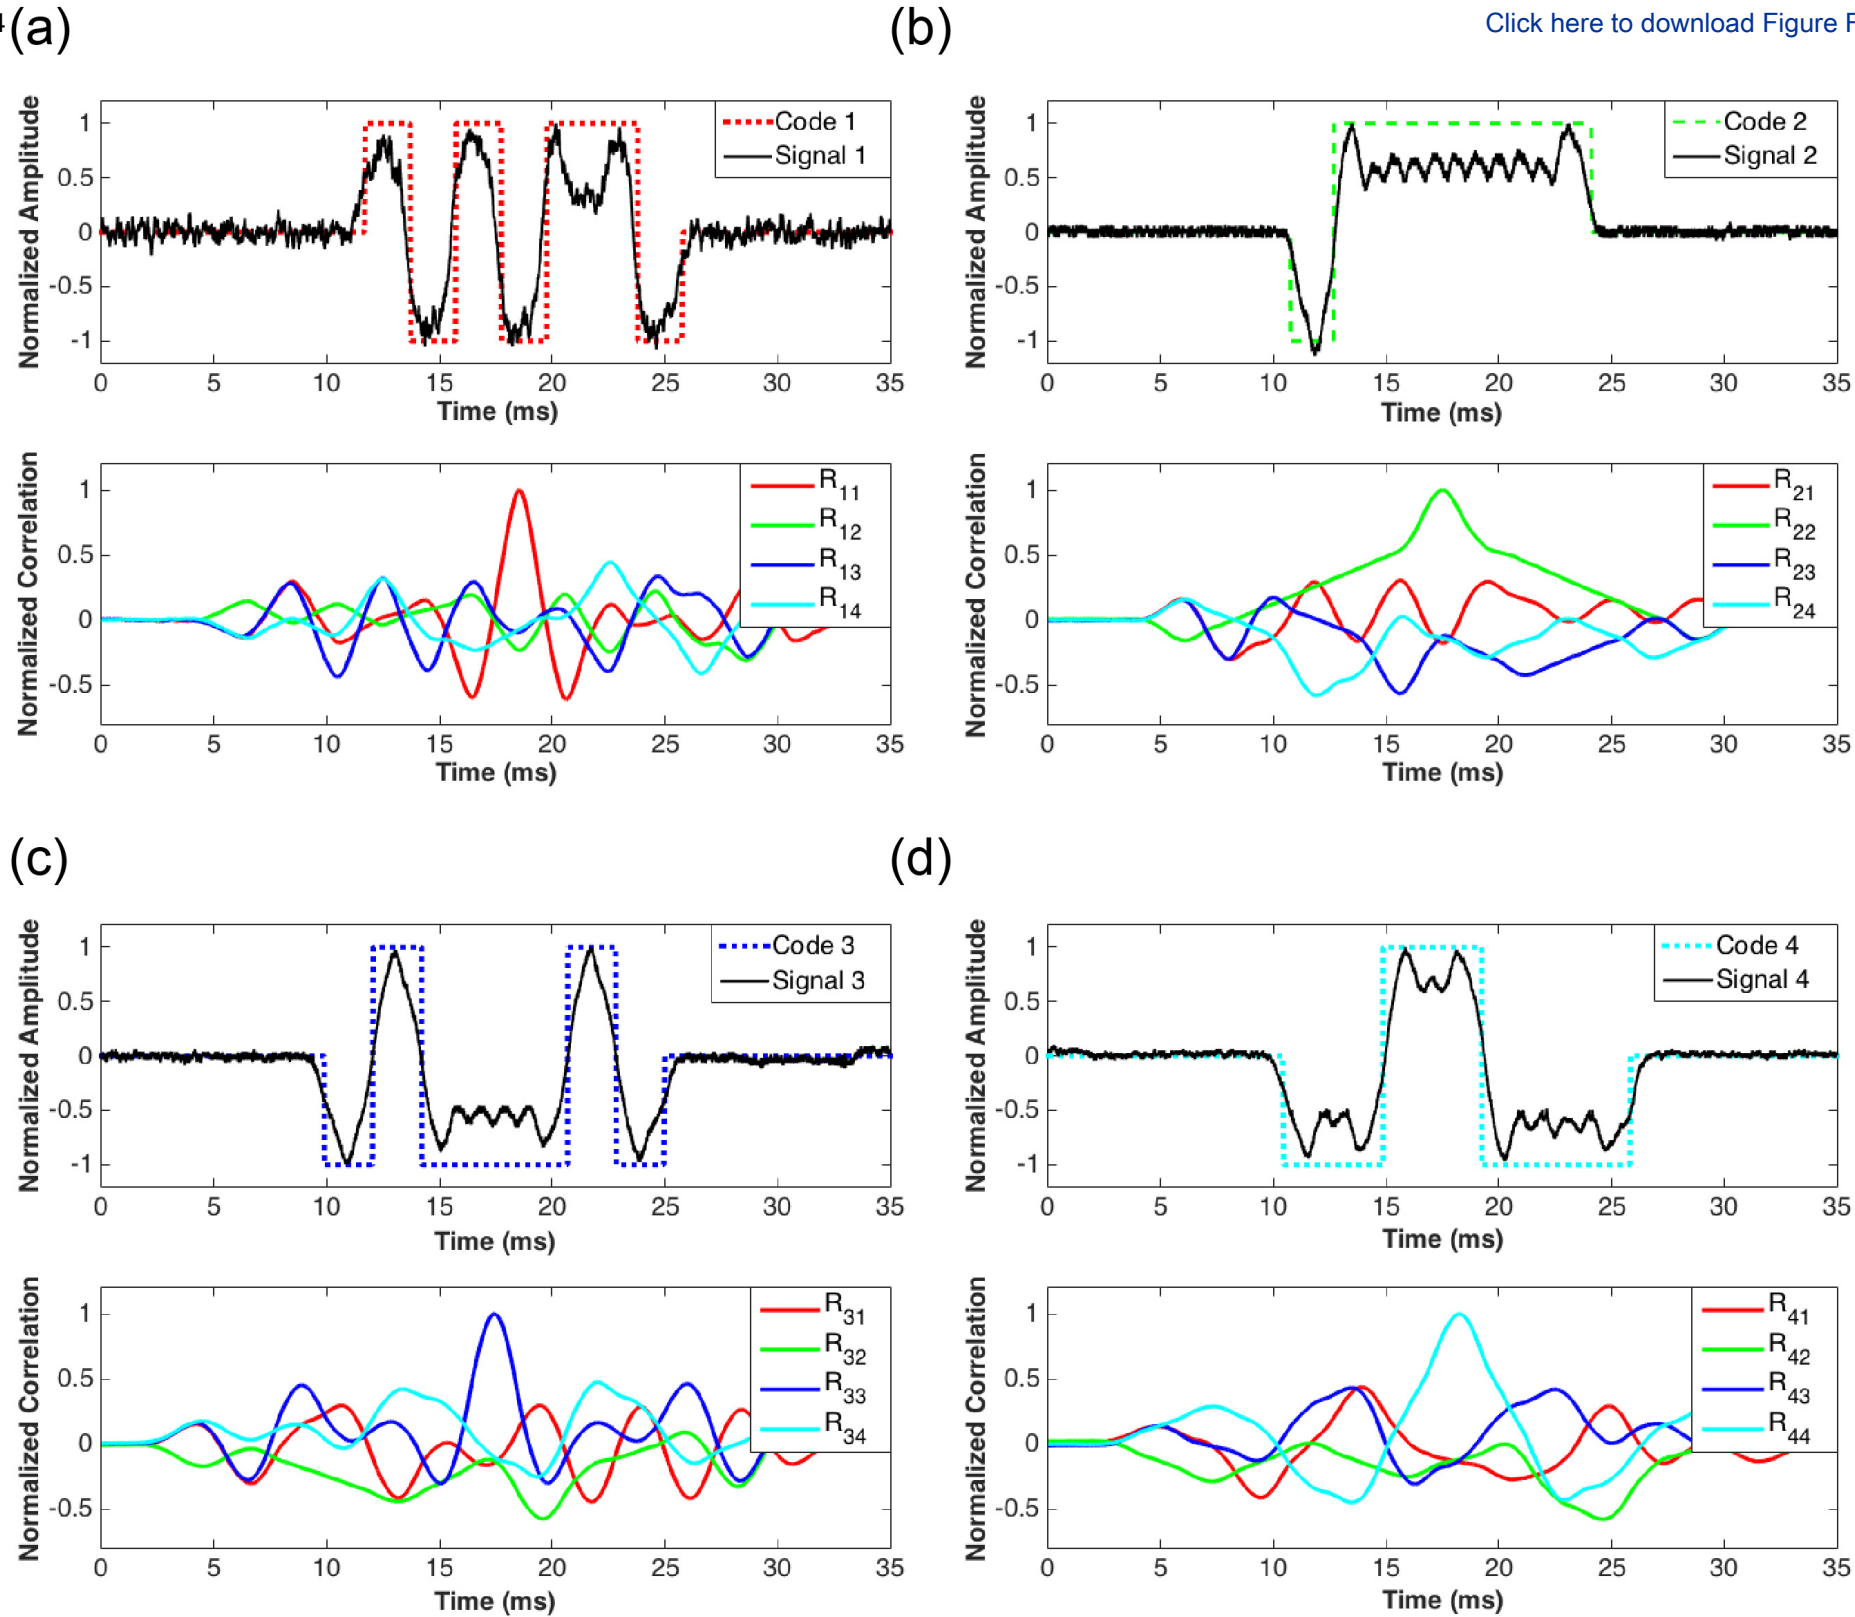 4(a)
(b)
Click here to download Figure F
Normalized Amplitude
1
0.5
0
-0.5
-1
Code 1
Signal 1
0 5 10 15 20 25 30 35
Time (ms)
Normalized Amplitude
1
0.5
0
-0.5
-1
Code 2
Signal 2
0 5 10 15 20 25 30 35
Time (ms)
Normalized Correlation
1
0.5
0
-0.5
R11
R12
R13
R14
0 5 10 15 20 25 30 35
Time (ms)
Normalized Correlation
1
0.5
0
-0.5
R21
R22
R23
R24
0 5 10 15 20 25 30 35
Time (ms)
(c)
(d)
Normalized Amplitude
1
0.5
0
-0.5
-1
Code 3
Signal 3
0 5 10 15 20 25 30 35
Time (ms)
Normalized Amplitude
1
0.5
0
-0.5
-1
Code 4
Signal 4
0 5 10 15 20 25 30 35
Time (ms)
Normalized Correlation
1
0.5
0
-0.5
R31
R32
R33
R34
0 5 10 15 20 25 30 35
Time (ms)
Normalized Correlation
1
0.5
0
-0.5
R41
R42
R43
R44
0 5 10 15 20 25 30 35
Time (ms)